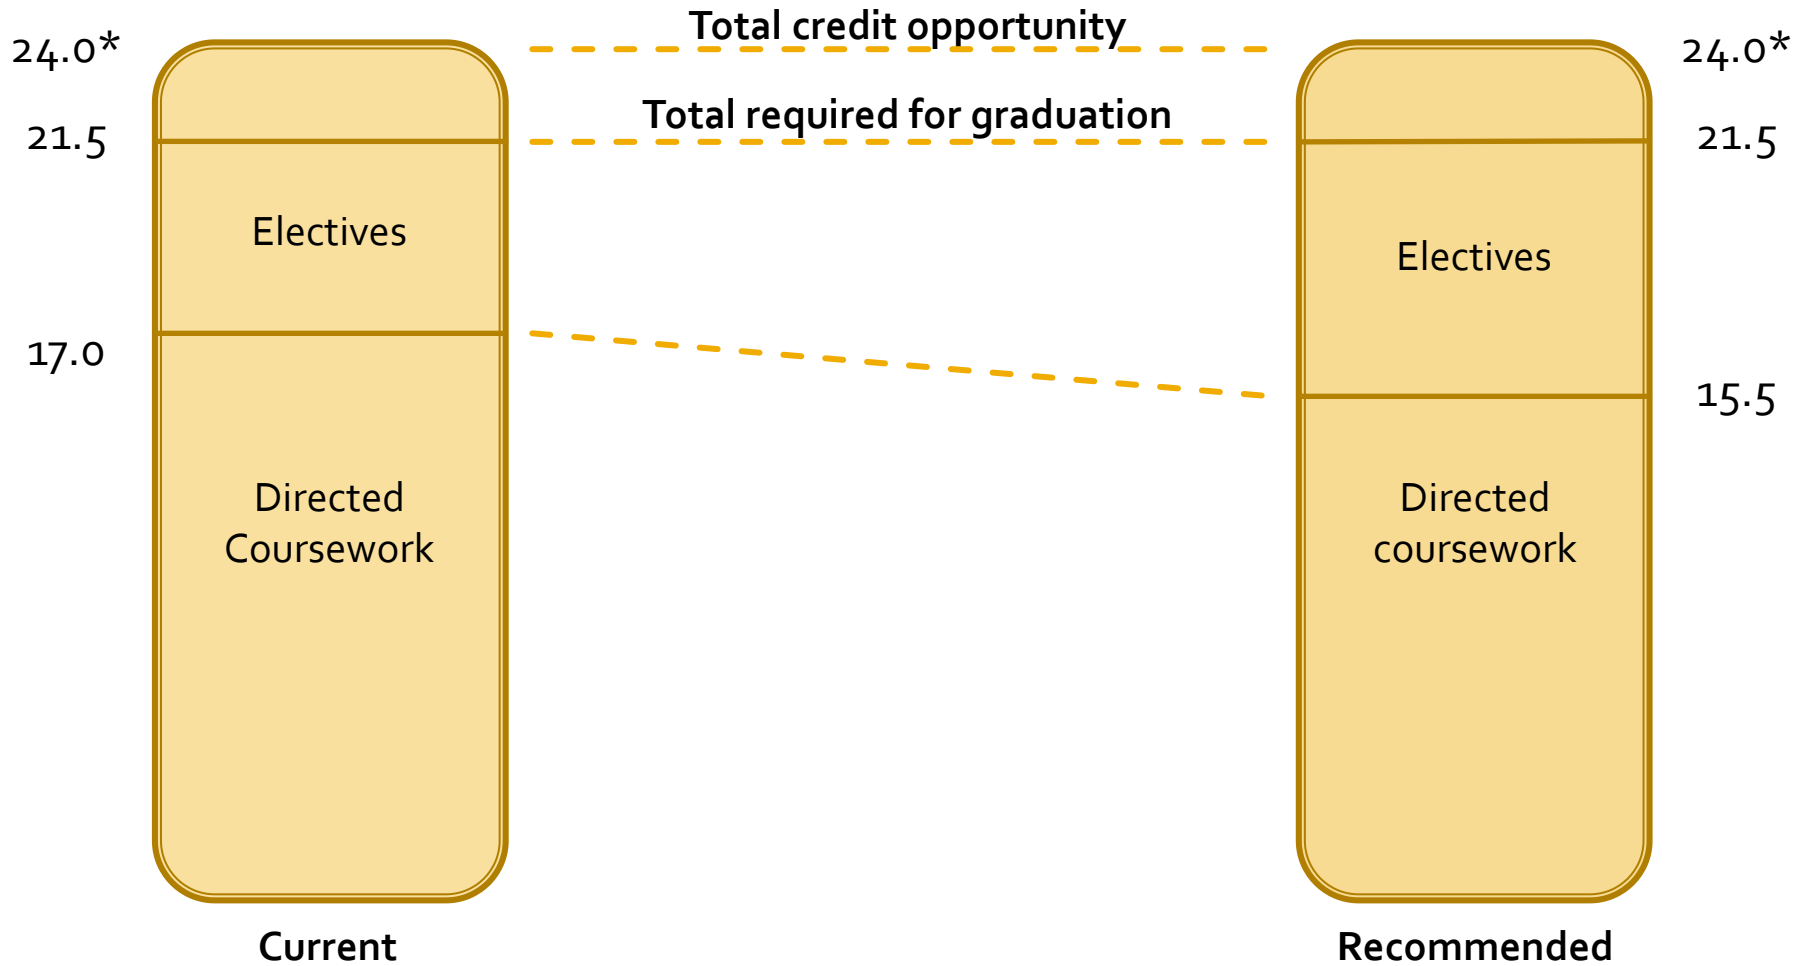 Total credit opportunity
24.0*
24.0*
Total required for graduation
21.5
21.5
Electives
Electives
17.0
15.5
Directed
Coursework
Directed
coursework
Current
Recommended